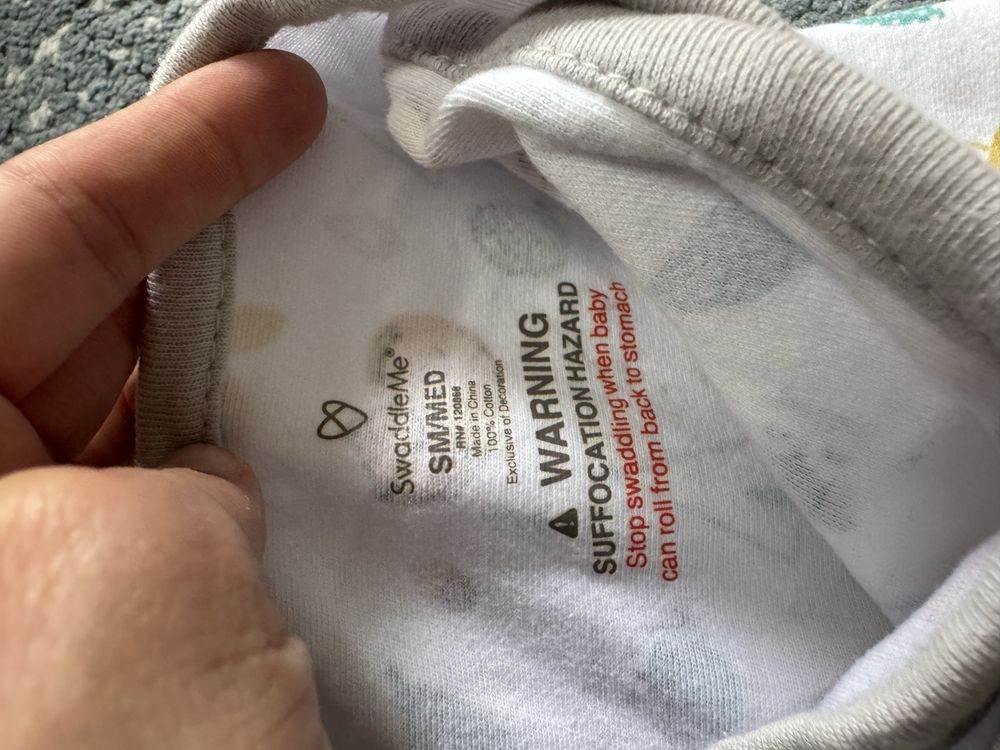 SwaddleMe®
SM/MED
RN# 120868
Made in China
100% Cotton
Exclusive of Decoration
WARNING
SUFFOCATION HAZARD
Stop swaddling when baby
can roll from back to stomach